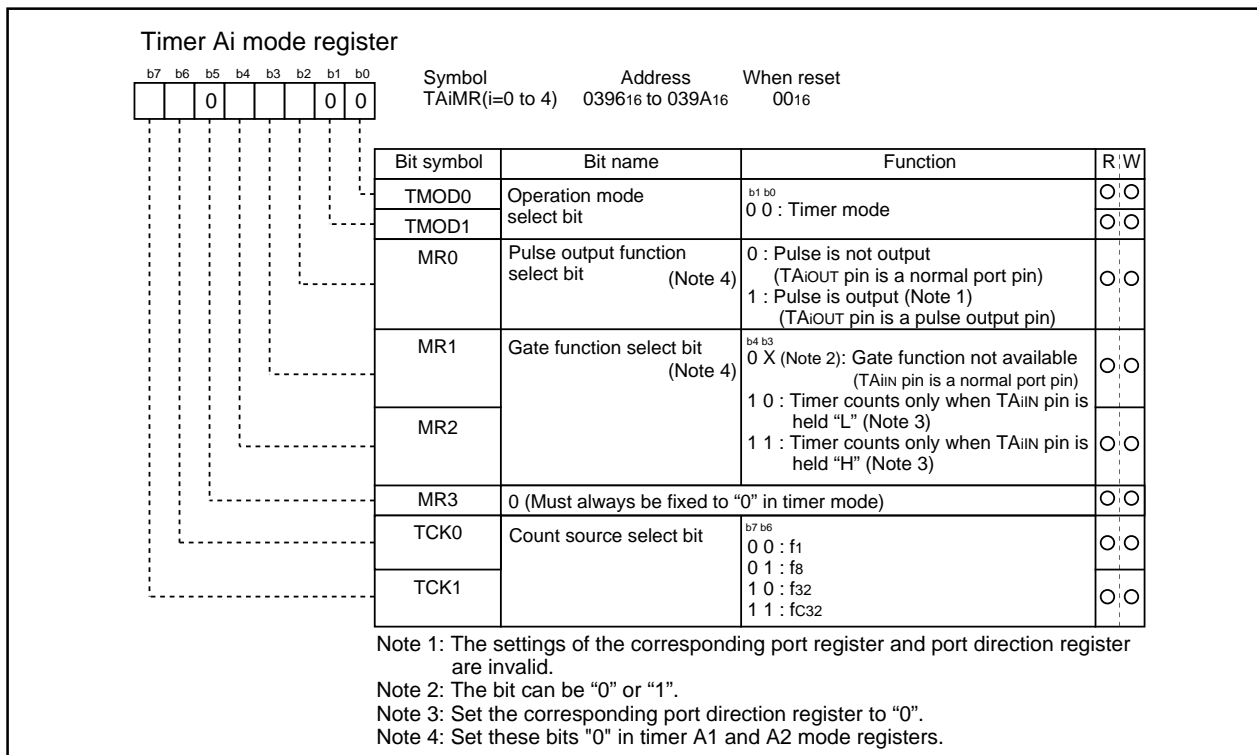 Timer Ai mode register
b7 b6 b5 b4 b3 b2 b1 b0
0 0 0
Symbol Address When reset
TAiMR(i=0 to 4) 039616 to 039A16 0016
Bit symbol Bit name Function R W
TMOD0 Operation mode select bit b1 b0
0 0 : Timer mode
TMOD1
MR0 Pulse output function
select bit (Note 4)
0 : Pulse is not output
(TAiOUT pin is a normal port pin)
1 : Pulse is output (Note 1)
(TAiOUT pin is a pulse output pin)
MR1 Gate function select bit
(Note 4)
b4 b3
0 X (Note 2): Gate function not available
(TAiIN pin is a normal port pin)
1 0 : Timer counts only when TAiIN pin is
held “L” (Note 3)
1 1 : Timer counts only when TAiIN pin is
held “H” (Note 3)
MR2
MR3 0 (Must always be fixed to “0” in timer mode)
TCK0 Count source select bit
b7 b6
0 0 : f1
0 1 : f8
1 0 : f32
1 1 : fC32
TCK1
Note 1: The settings of the corresponding port register and port direction register
are invalid.
Note 2: The bit can be “0” or “1”.
Note 3: Set the corresponding port direction register to “0”.
Note 4: Set these bits "0" in timer A1 and A2 mode registers.